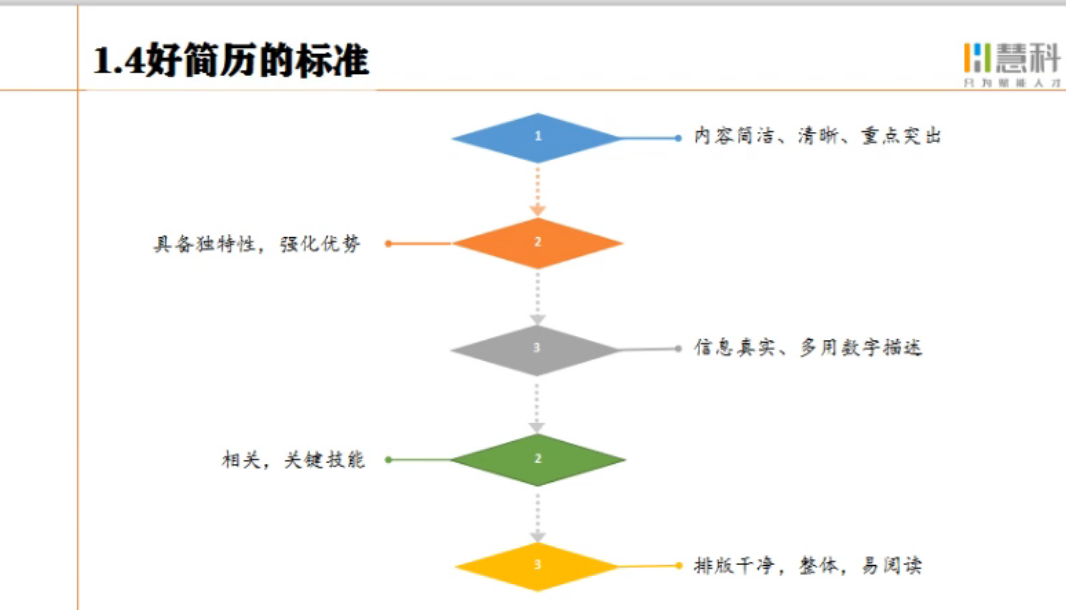 1.4好简历的标准
慧科
只为赋能人才
1
内容简洁、清晰、重点突出
2
具备独特性，强化优势
3
信息真实、多用数字描述
2
相关，关键技能
3
排版干净，整体，易阅读